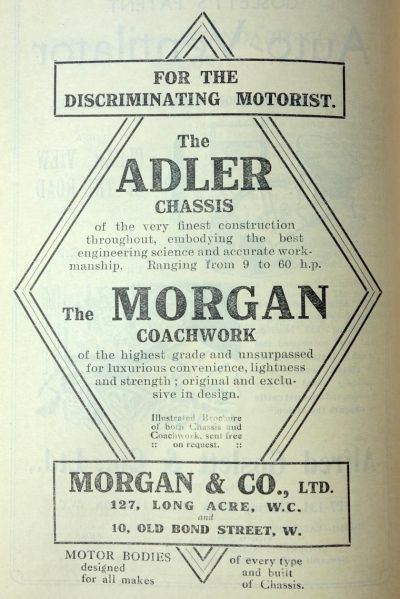 FOR THE
DISCRIMINATING MOTORIST.
The
ADLER
CHASSIS
of the very finest construction
throughout, embodying the best
engineering science and accurate work-
manship. Ranging from 9 to 60 h.p.
The MORGAN
COACHWORK
of the highest grade and unsurpassed
for luxurious convenience, lightness
and strength; original and exclu-
sive in design.
Illustrated Brochure
of both Chassis and
Coachwork, sent free
:: on request. ::
MORGAN & CO., LTD.
127, LONG ACRE, W.C.
and
10, OLD BOND STREET, W.
MOTOR BODIES
designed
for all makes
of every type
and built
of Chassis.